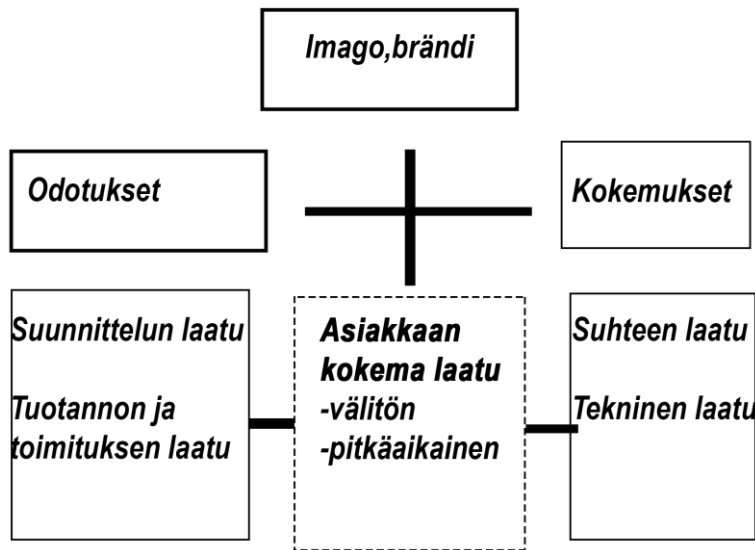 Imago,brändi
Odotukset
Kokemukset
Suunnittelun laatu
Tuotannon ja
toimituksen laatu
Asiakkaan
kokema laatu
-välitön
-pitkäaikainen
Suhteen laatu
Tekninen laatu